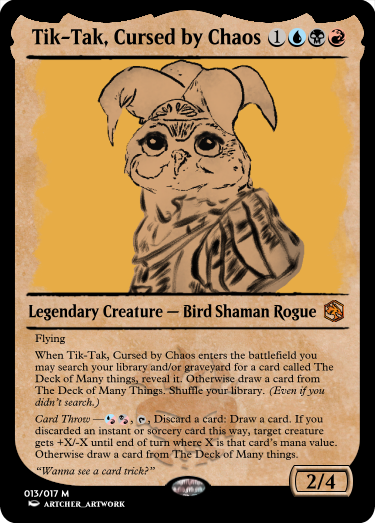 Tik-Tak, Cursed by Chaos 1
Legendary Creature — Bird Shaman Rogue
Flying
When Tik-Tak, Cursed by Chaos enters the battlefield you
may search your library and/or graveyard for a card called The
Deck of Many things, reveal it. Otherwise draw a card from
The Deck of Many Things. Shuffle your library. (Even if you
didn't search.)
Card Throw — , , Discard a card: Draw a card. If you
discarded an instant or sorcery card this way, target creature
gets +X/-X until end of turn where X is that card's mana value.
Otherwise draw a card from The Deck of Many Things.
"Wanna see a card trick?"
2/4
013/017 M
ARTCHER_ARTWORK